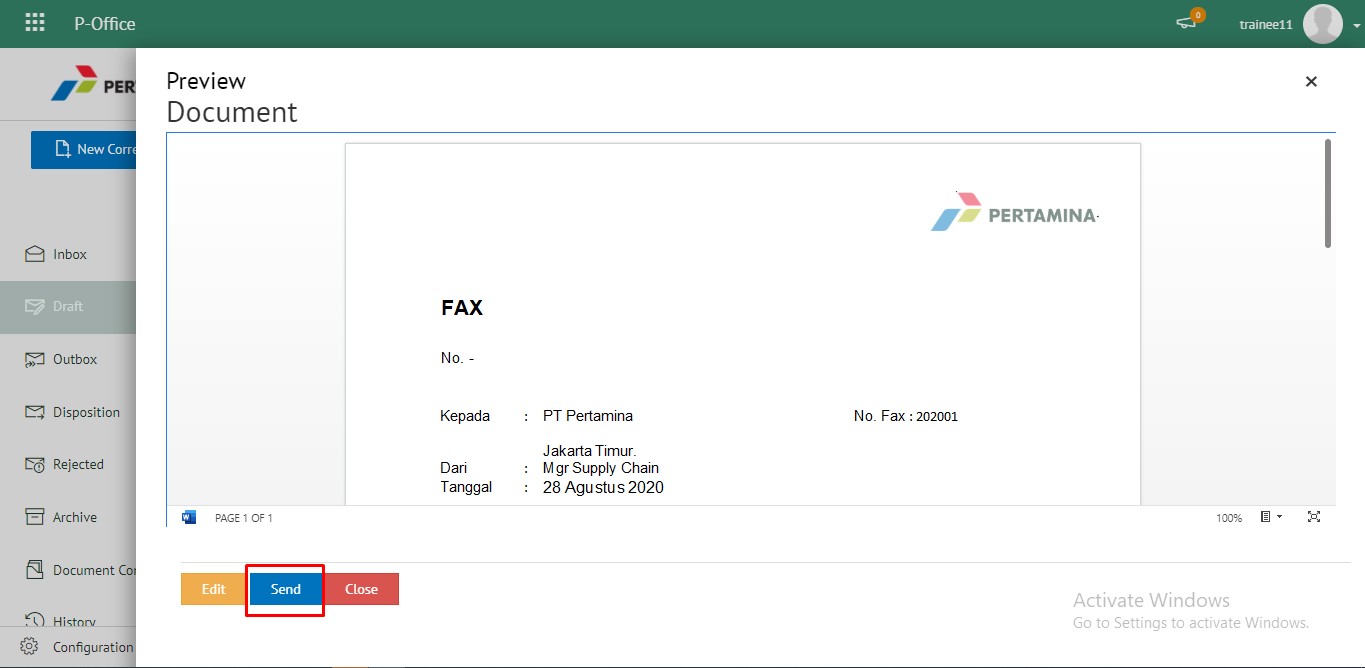 P-Office
0
trainee11
PER
New Corre
Inbox
Draft
Outbox
Disposition
Rejected
Archive
Document Cor
History
Configuration
Preview
Document
PERTAMINA
FAX
No. -
Kepada : PT Pertamina No. Fax : 202001
Jakarta Timur.
Dari : Mgr Supply Chain
Tanggal : 28 Agustus 2020
PAGE 1 OF 1
100%
Edit
Send
Close
Activate Windows
Go to Settings to activate Windows.